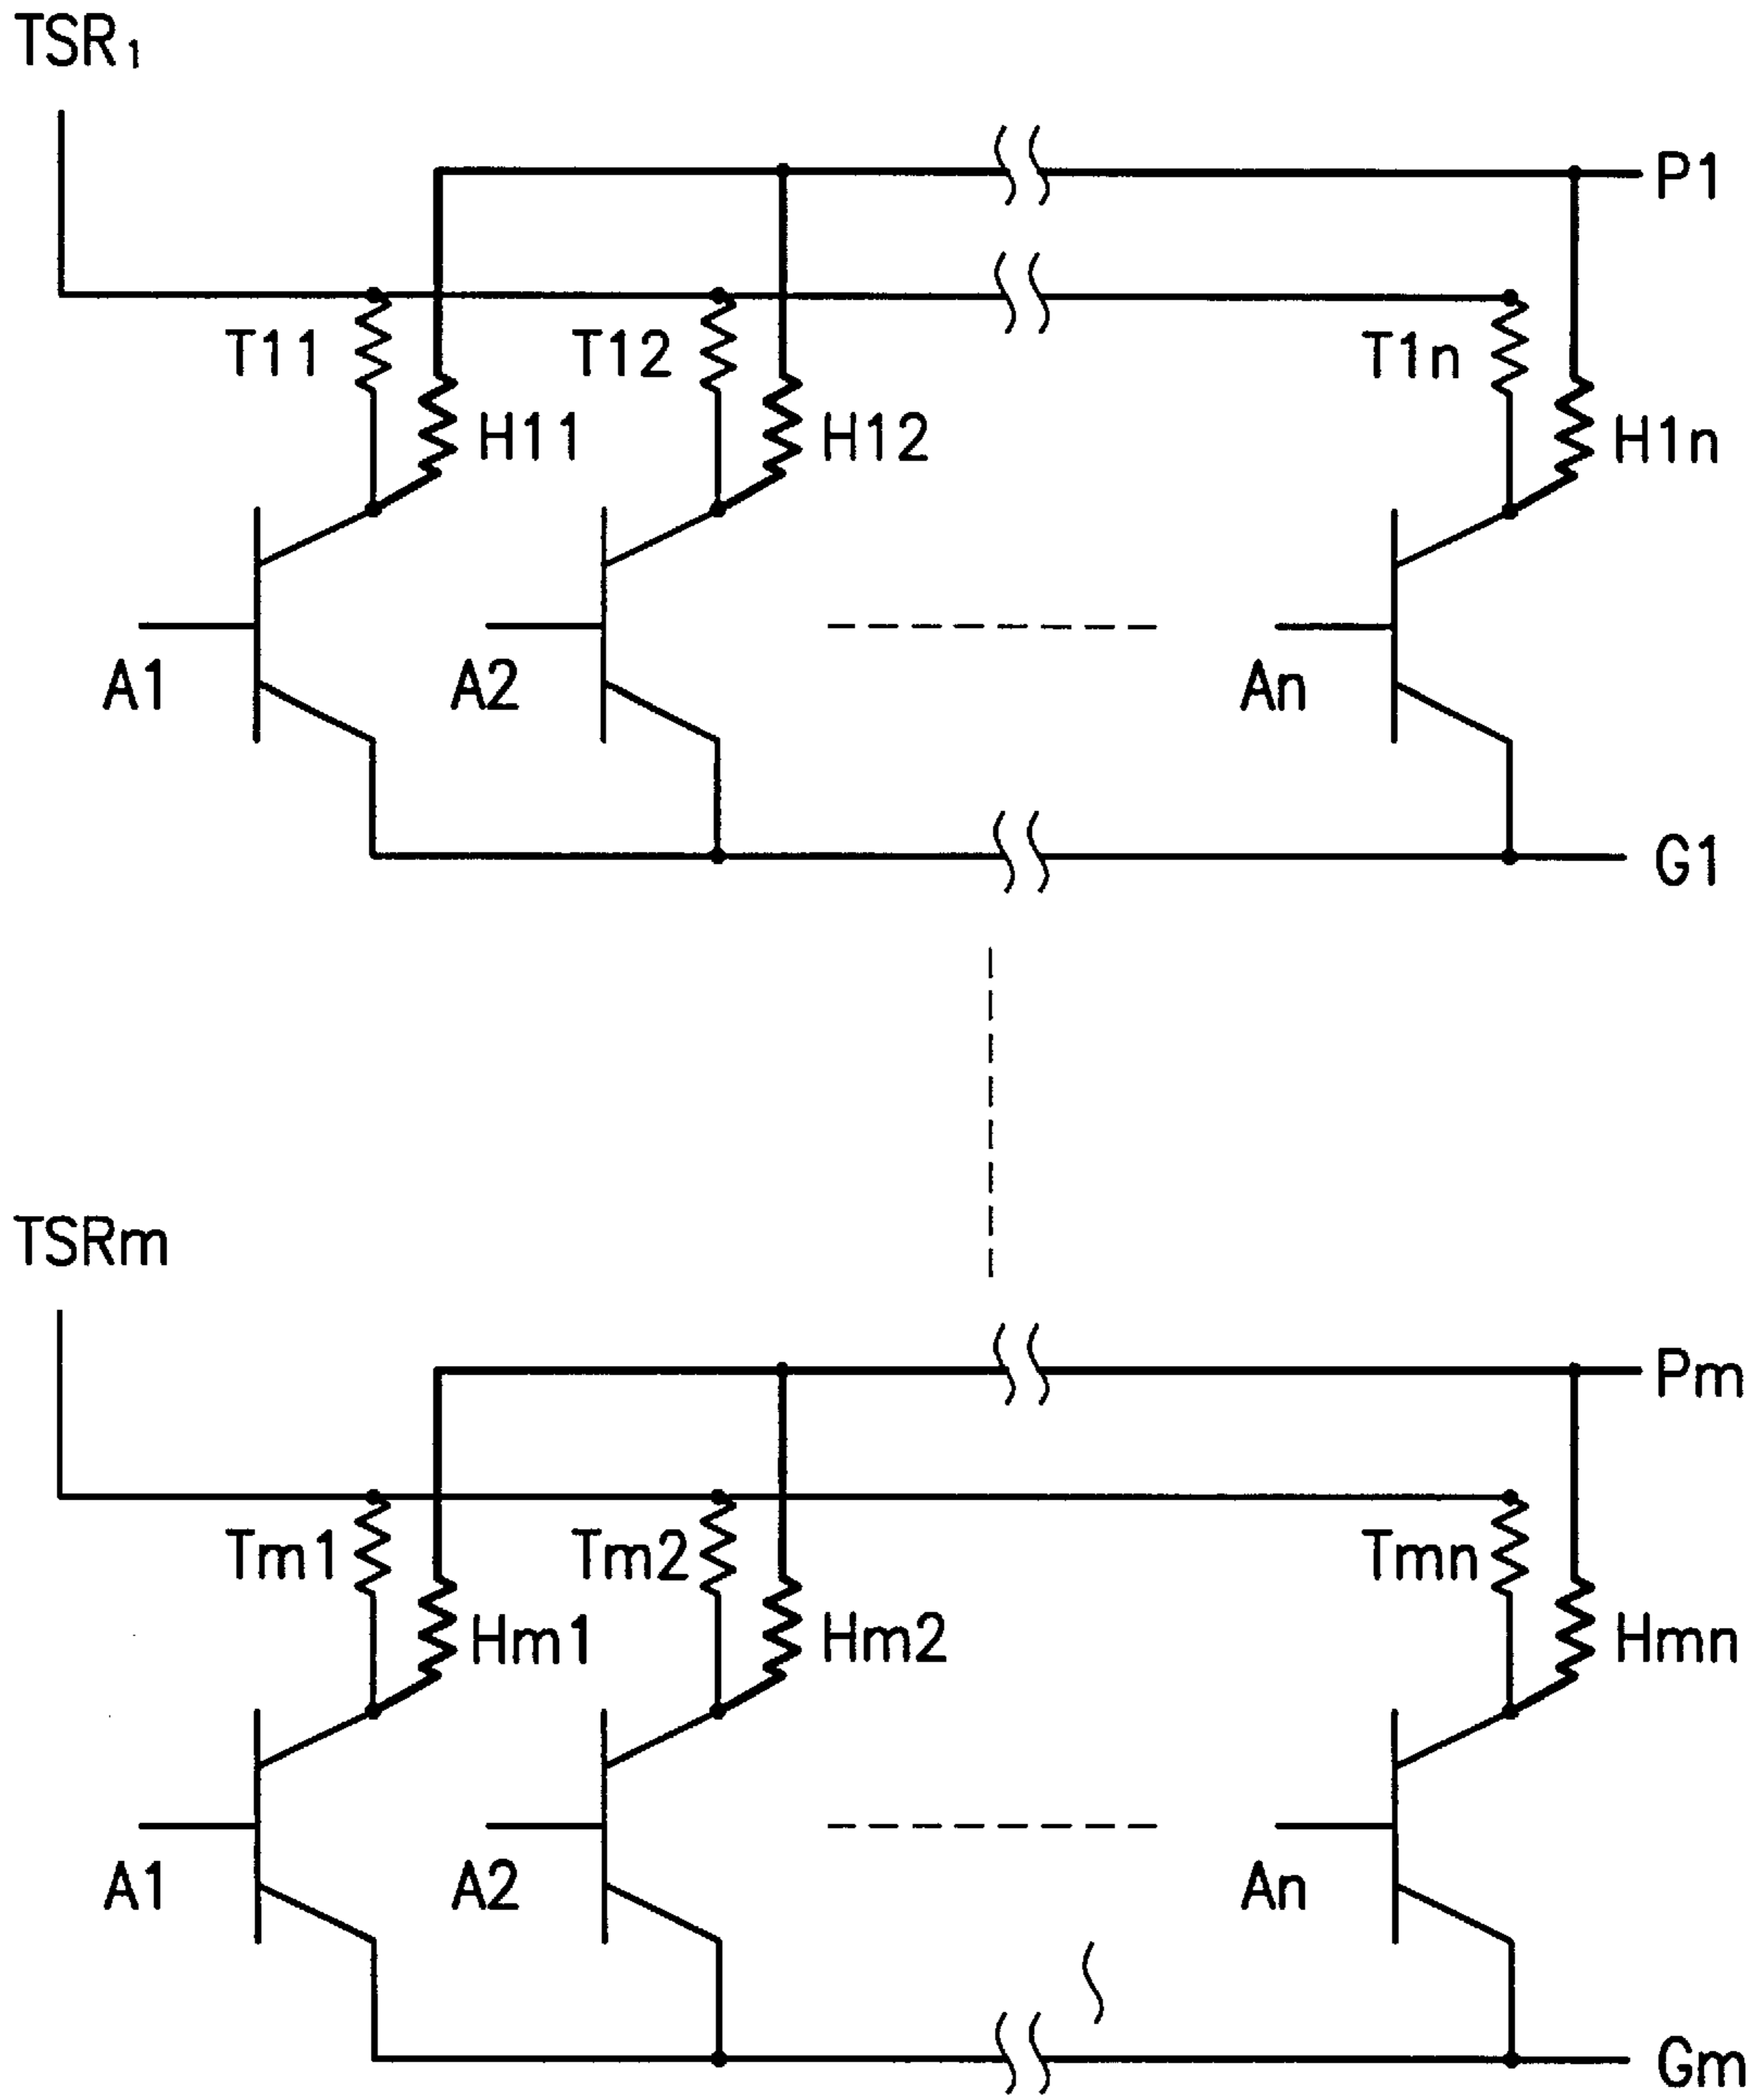 TSR₁
P1
T11
T12
T1n
H11
H12
H1n
A1
A2
An
G1
TSRm
Pm
Tm1
Tm2
Tmn
Hm1
Hm2
Hmn
A1
A2
An
Gm